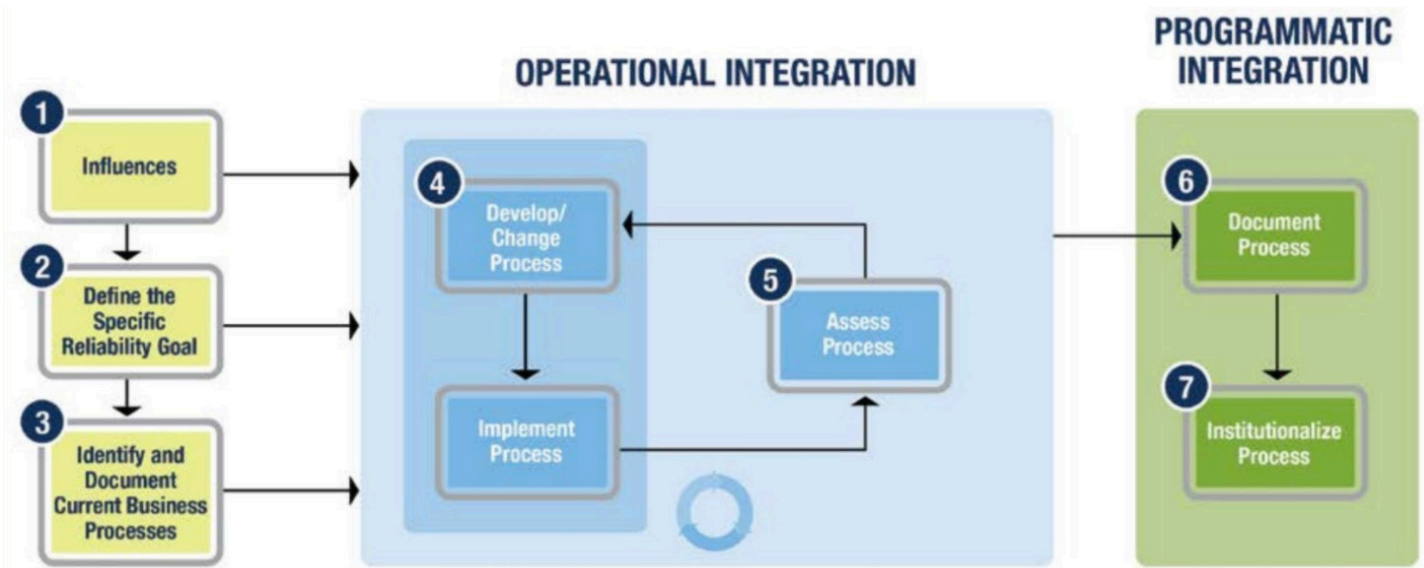 PROGRAMMATIC
INTEGRATION
OPERATIONAL INTEGRATION
1
Influences
2
Define the
Specific
Reliability Goal
3
Identify and
Document
Current Business
Processes
4
Develop/
Change
Process
Implement
Process
5
Assess
Process
6
Document
Process
7
Institutionalize
Process